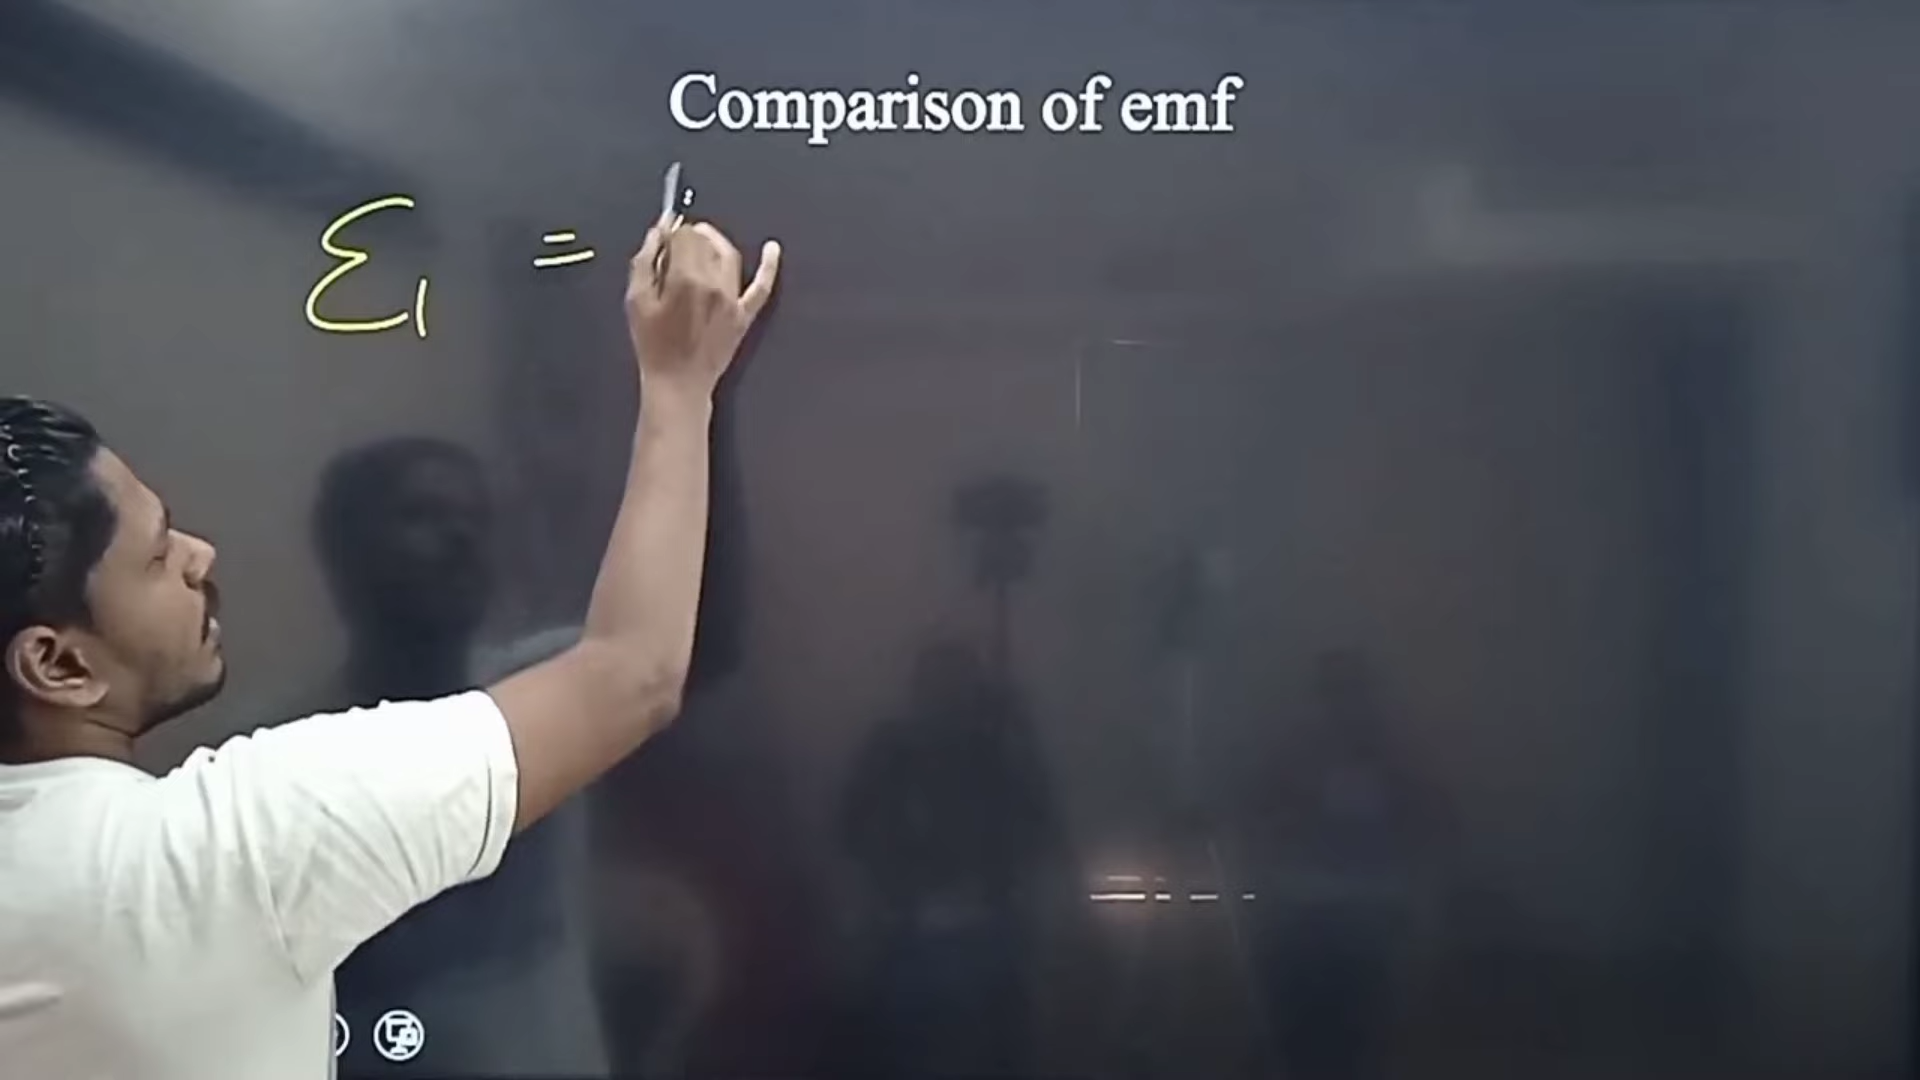 Comparison of emf
ε₁ =